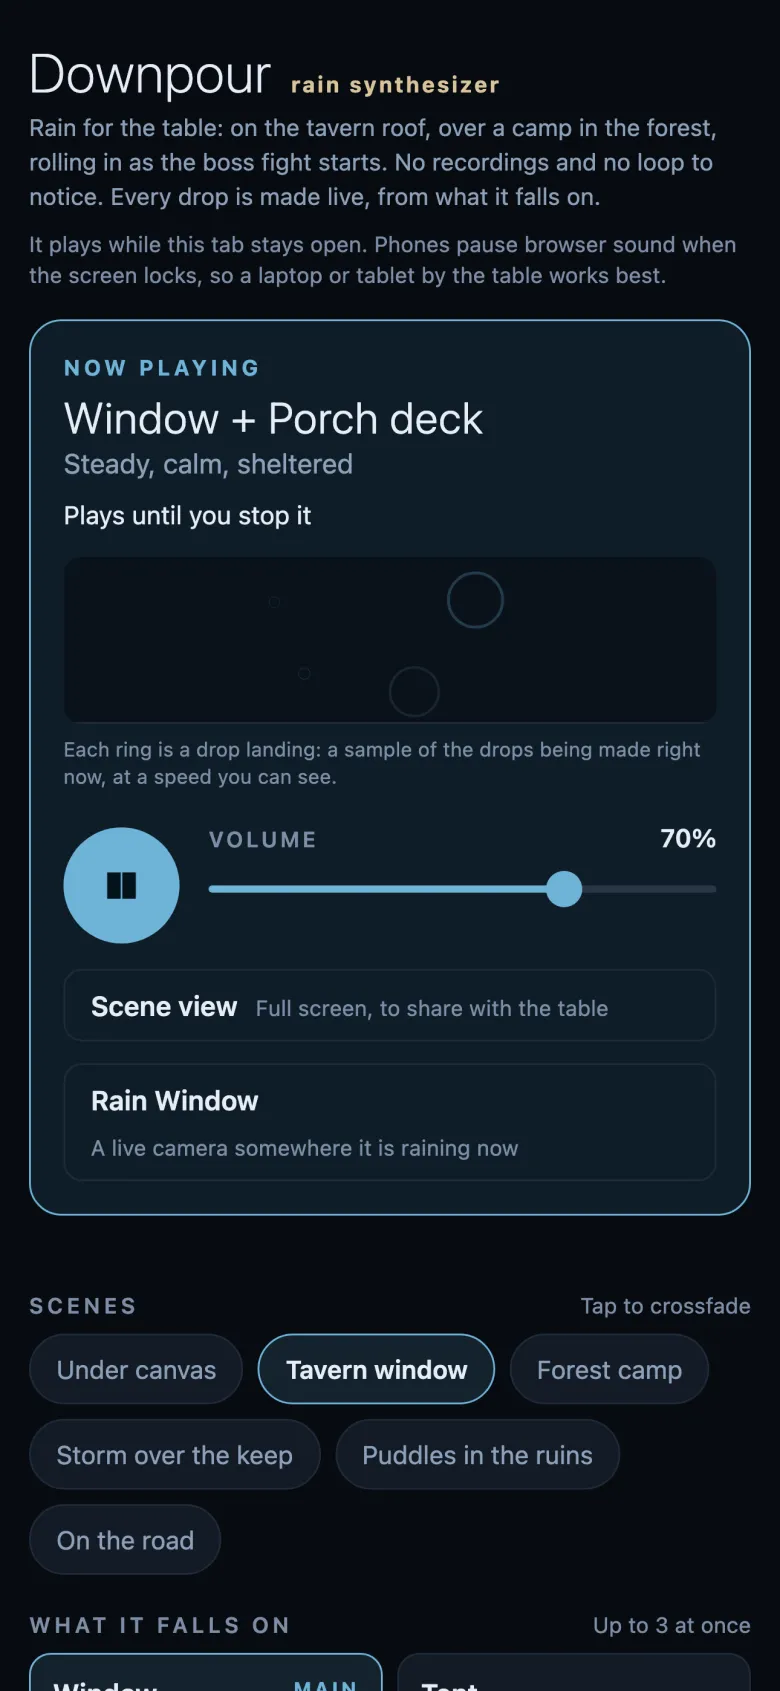 Downpour rain synthesizer
Rain for the table: on the tavern roof, over a camp in the forest,
rolling in as the boss fight starts. No recordings and no loop to
notice. Every drop is made live, from what it falls on.
It plays while this tab stays open. Phones pause browser sound when
the screen locks, so a laptop or tablet by the table works best.
NOW PLAYING
Window + Porch deck
Steady, calm, sheltered
Plays until you stop it
Each ring is a drop landing: a sample of the drops being made right
now, at a speed you can see.
VOLUME 70%
Scene view Full screen, to share with the table
Rain Window
A live camera somewhere it is raining now
SCENES Tap to crossfade
Under canvas Tavern window Forest camp
Storm over the keep Puddles in the ruins
On the road
WHAT IT FALLS ON Up to 3 at once
Window MAIN Tent